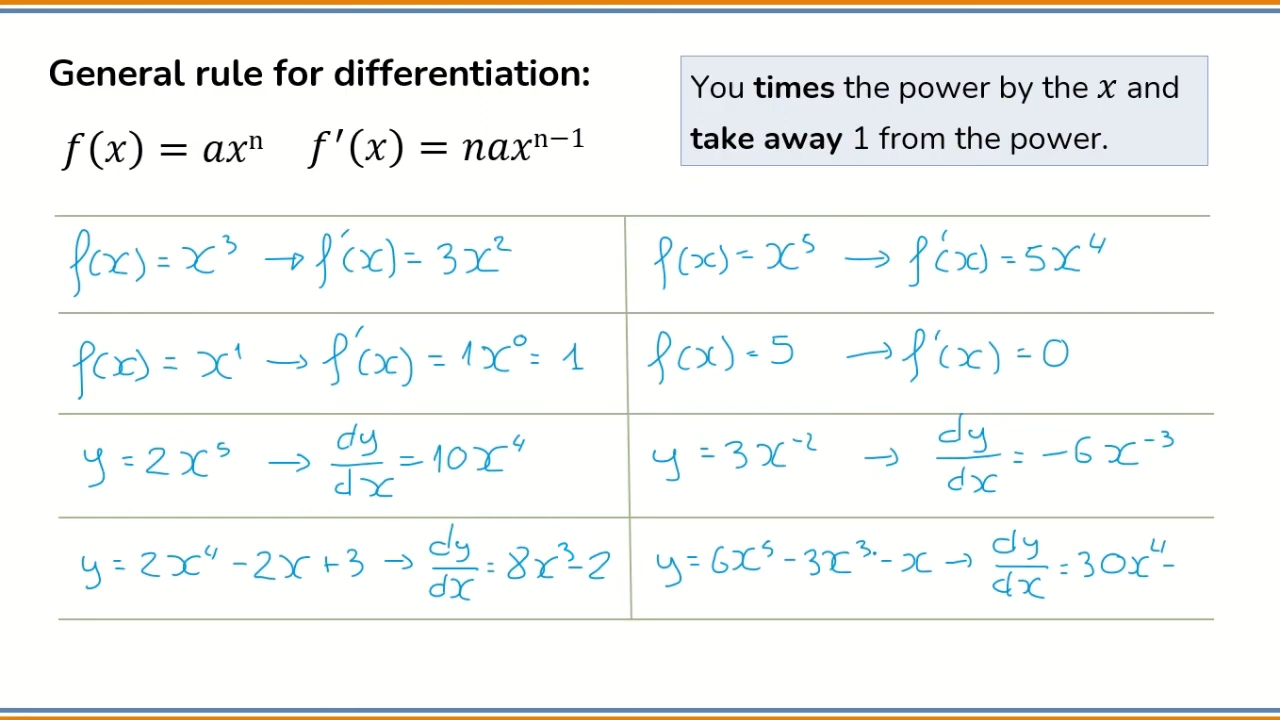 General rule for differentiation:
f(x) = axⁿ f′(x) = naxⁿ⁻¹
You times the power by the x and
take away 1 from the power.
f(x) = x³ → f′(x) = 3x²
f(x) = x⁵ → f′(x) = 5x⁴
f(x) = x¹ → f′(x) = 1x⁰ = 1
f(x) = 5 → f′(x) = 0
y = 2x⁵ → dy/dx = 10x⁴
y = 3x⁻² → dy/dx = -6x⁻³
y = 2x⁴ - 2x + 3 → dy/dx = 8x³ - 2
y = 6x⁵ - 3x³ - x → dy/dx = 30x⁴ -